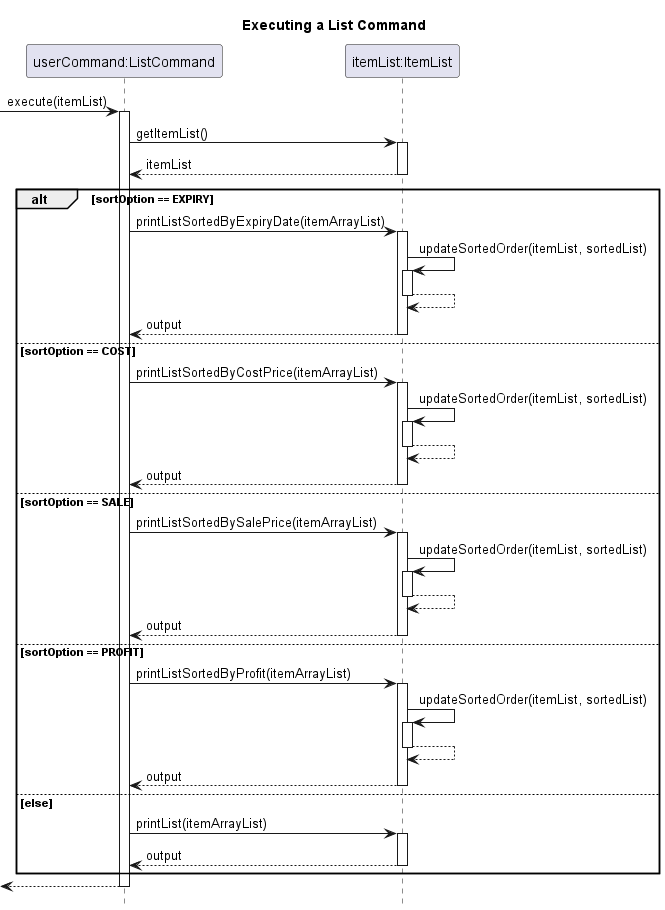 Executing a List Command
userCommand:ListCommand
itemList:ItemList
execute(itemList)
getItemList()
itemList
alt
[sortOption == EXPIRY]
printListSortedByExpiryDate(itemArrayList)
updateSortedOrder(itemList, sortedList)
output
[sortOption == COST]
printListSortedByCostPrice(itemArrayList)
updateSortedOrder(itemList, sortedList)
output
[sortOption == SALE]
printListSortedBySalePrice(itemArrayList)
updateSortedOrder(itemList, sortedList)
output
[sortOption == PROFIT]
printListSortedByProfit(itemArrayList)
updateSortedOrder(itemList, sortedList)
output
[else]
printList(itemArrayList)
output